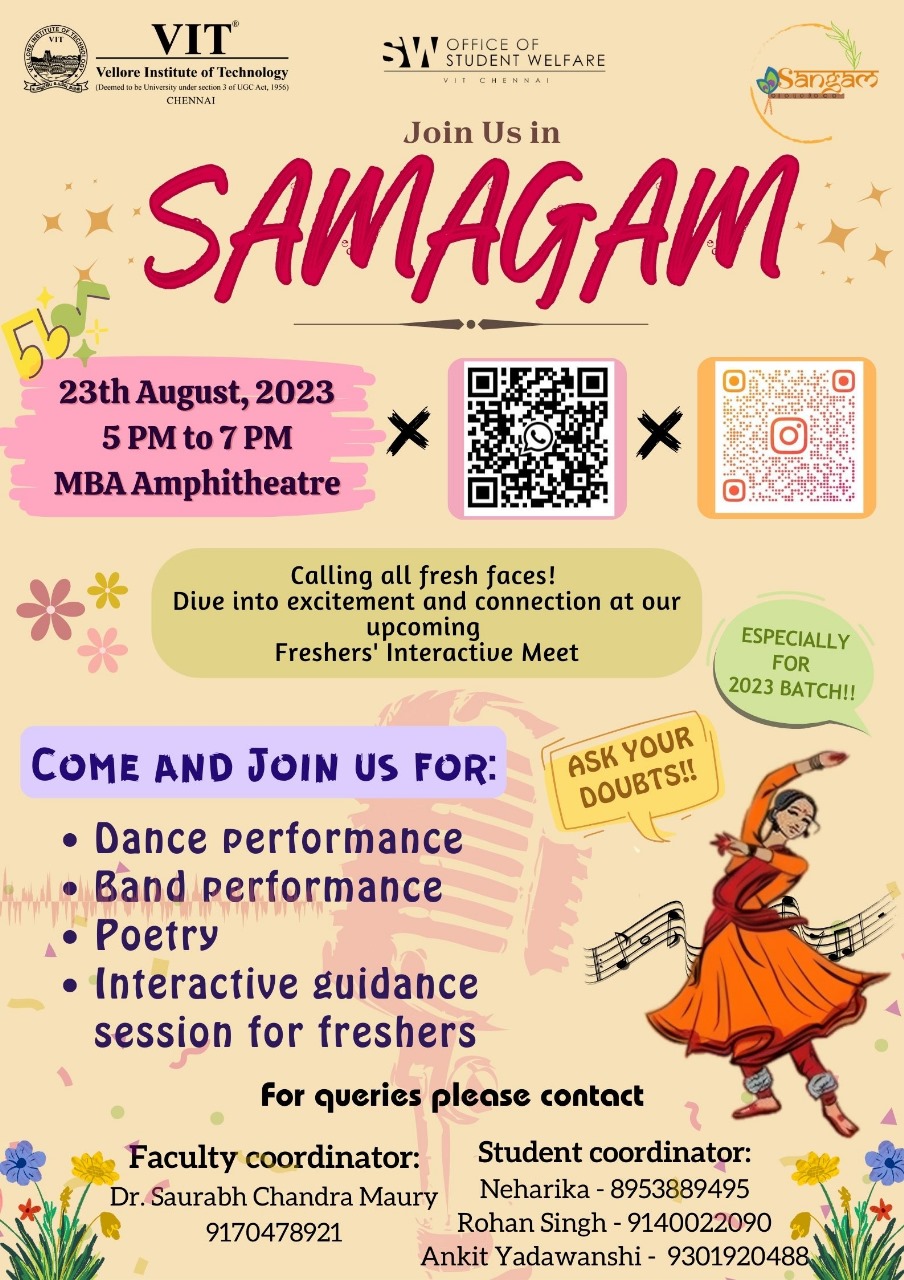 VIT®
Vellore Institute of Technology
(Deemed to be University under section 3 of UGC Act, 1956)
CHENNAI
SW OFFICE OF
STUDENT WELFARE
VIT CHENNAI
Sangam
Join Us in
SAMAGAM
23th August, 2023
5 PM to 7 PM
MBA Amphitheatre
Calling all fresh faces!
Dive into excitement and connection at our
upcoming
Freshers' Interactive Meet
ESPECIALLY
FOR
2023 BATCH!!
Come and Join us for:
ASK YOUR
DOUBTS!!
• Dance performance
• Band performance
• Poetry
• Interactive guidance
session for freshers
For queries please contact
Faculty coordinator:
Dr. Saurabh Chandra Maury
9170478921
Student coordinator:
Neharika - 8953889495
Rohan Singh - 9140022090
Ankit Yadawanshi - 9301920488